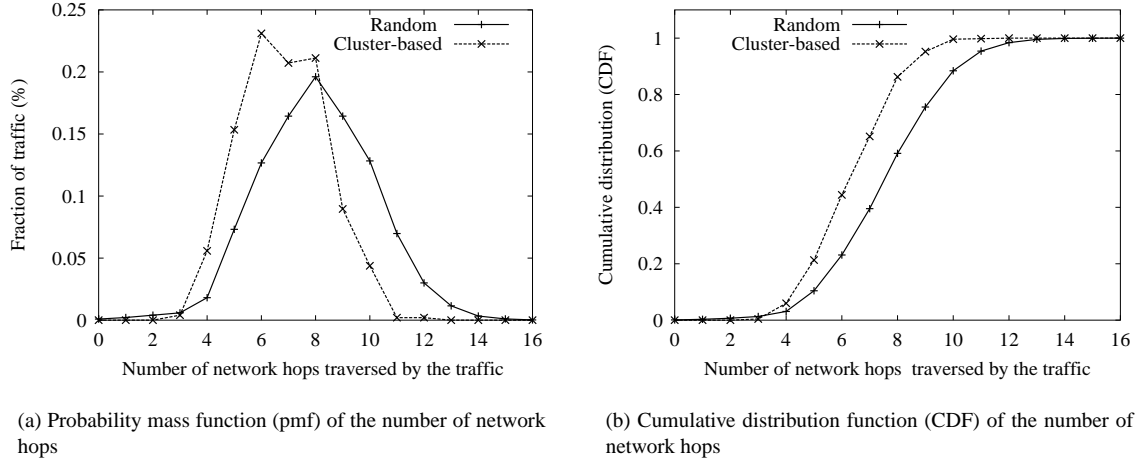 Random
Cluster-based
0.25
0.2
0.15
0.1
0.05
0
Fraction of traffic (%)
0 2 4 6 8 10 12 14 16
Number of network hops traversed by the traffic
(a) Probability mass function (pmf) of the number of network
hops
Random
Cluster-based
1
0.8
0.6
0.4
0.2
0
Cumulative distribution (CDF)
0 2 4 6 8 10 12 14 16
Number of network hops traversed by the traffic
(b) Cumulative distribution function (CDF) of the number of
network hops